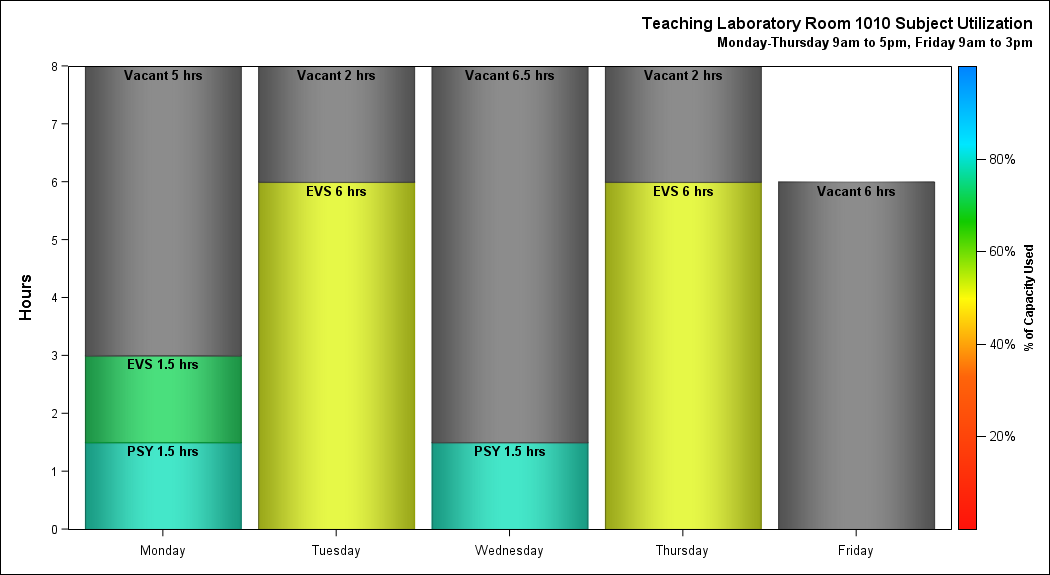 Teaching Laboratory Room 1010 Subject Utilization
Monday-Thursday 9am to 5pm, Friday 9am to 3pm
8
7
6
5
4
3
2
1
0
Hours
Vacant 5 hrs
EVS 1.5 hrs
PSY 1.5 hrs
Vacant 2 hrs
EVS 6 hrs
Vacant 6.5 hrs
PSY 1.5 hrs
Vacant 2 hrs
EVS 6 hrs
Vacant 6 hrs
Monday
Tuesday
Wednesday
Thursday
Friday
80%
60%
40%
20%
% of Capacity Used